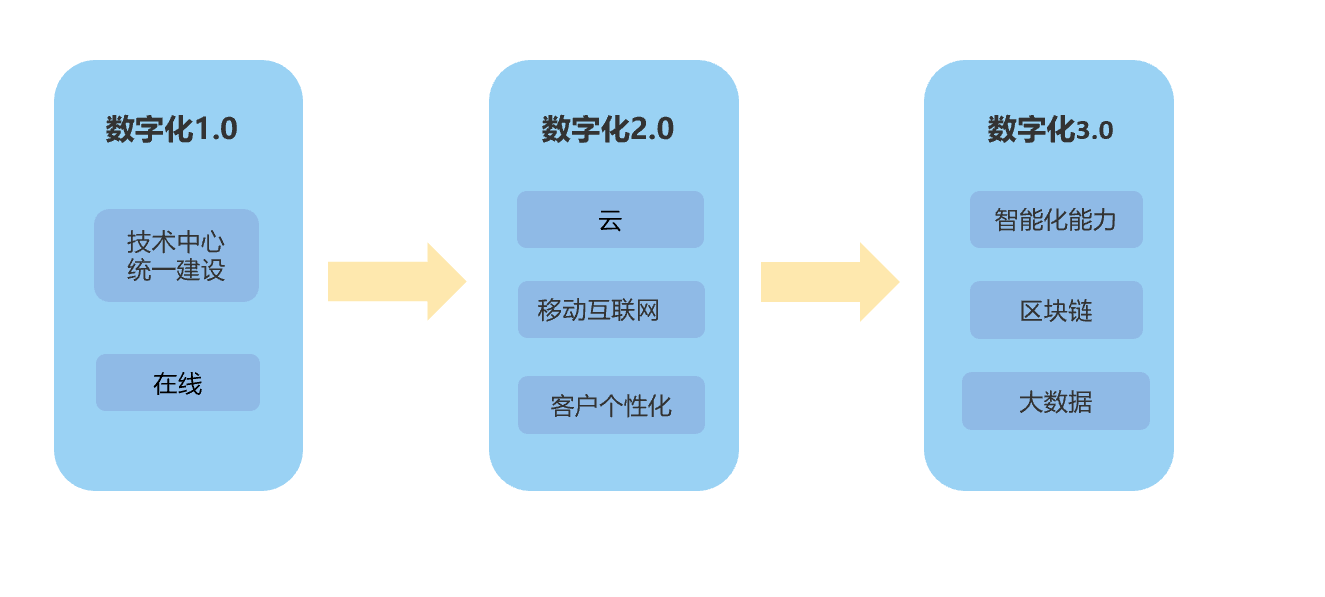 数字化1.0
技术中心
统一建设
在线
数字化2.0
云
移动互联网
客户个性化
数字化3.0
智能化能力
区块链
大数据